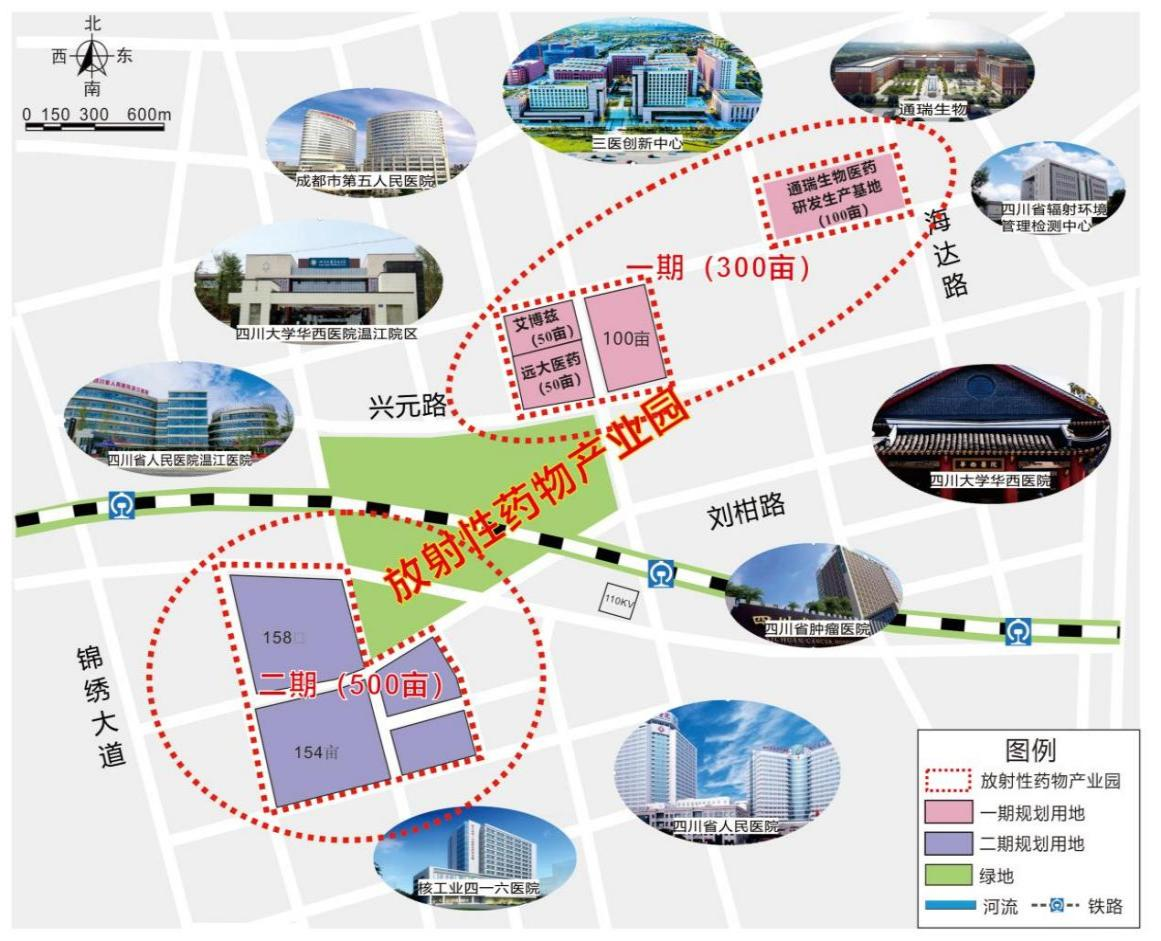 北
西 东
南
0 150 300 600m
三医创新中心
通瑞生物
成都市第五人民医院
通瑞生物医药
研发生产基地
(100亩)
四川省辐射环境
管理检测中心
海达路
一期（300亩）
四川大学华西医院温江院区
艾博兹
(50亩)
100亩
远大医药
(50亩)
兴元路
四川省人民医院温江医院
四川大学华西医院
放射性药物产业园
刘柑路
110KV
四川省肿瘤医院
158
二期（500亩）
锦绣大道
154亩
四川省人民医院
核工业四一六医院
图例
放射性药物产业园
一期规划用地
二期规划用地
绿地
河流 铁路